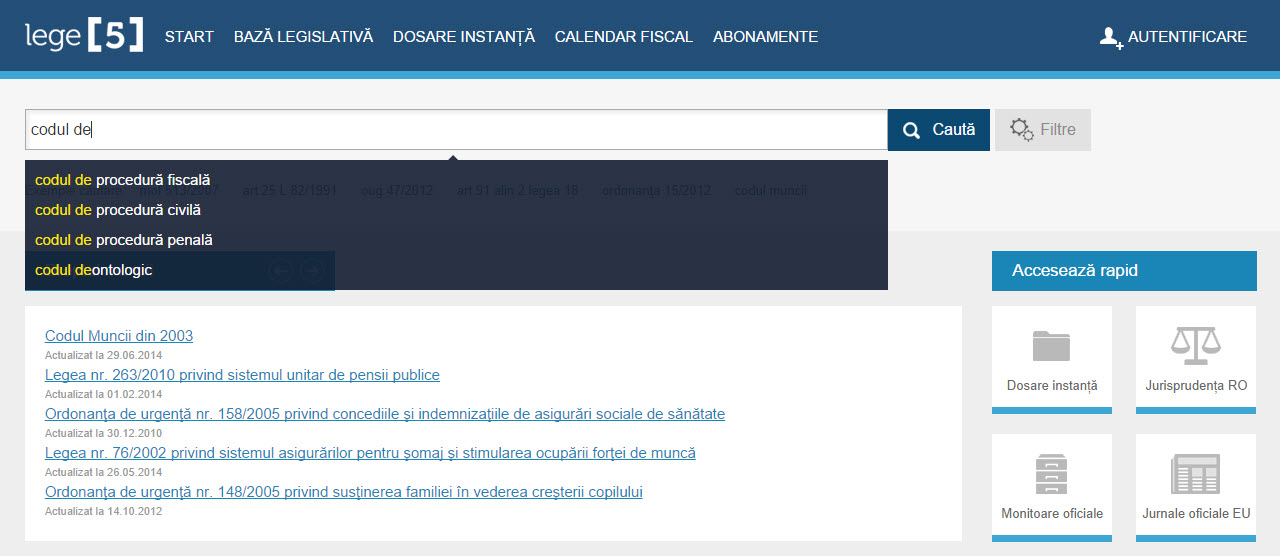 lege [5] START BAZĂ LEGISLATIVĂ DOSARE INSTANȚĂ CALENDAR FISCAL ABONAMENTE AUTENTIFICARE
codul de Caută Filtre
codul de procedură fiscală
art 25 L 82/1991 oug 47/2012 art 91 alin 2 legea 18 ordonanța 15/2012 codul muncii
codul de procedură civilă
codul de procedură penală
codul deontologic
Accesează rapid
Codul Muncii din 2003
Actualizat la 29.06.2014
Legea nr. 263/2010 privind sistemul unitar de pensii publice
Actualizat la 01.02.2014
Ordonanţa de urgenţă nr. 158/2005 privind concediile şi indemnizaţiile de asigurări sociale de sănătate
Actualizat la 30.12.2010
Legea nr. 76/2002 privind sistemul asigurărilor pentru şomaj şi stimularea ocupării forţei de muncă
Actualizat la 26.05.2014
Ordonanţa de urgenţă nr. 148/2005 privind susţinerea familiei în vederea creşterii copilului
Actualizat la 14.10.2012
Dosare instanță Jurisprudența RO
Monitoare oficiale Jurnale oficiale EU